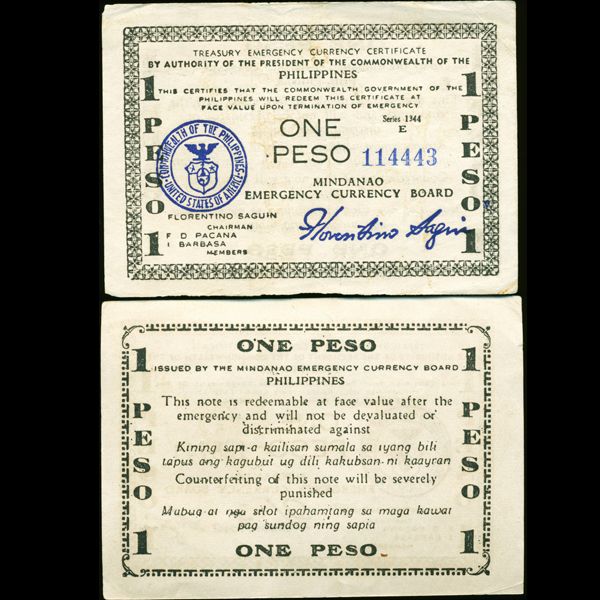 TREASURY EMERGENCY CURRENCY CERTIFICATE
BY AUTHORITY OF THE PRESIDENT OF THE COMMONWEALTH OF THE
PHILIPPINES
THIS CERTIFIES THAT THE COMMONWEALTH GOVERNMENT OF THE
PHILIPPINES WILL REDEEM THIS CERTIFICATE AT
FACE VALUE UPON TERMINATION OF EMERGENCY
1 PESO 1
1 PESO 1
Series 1344
E
ONE
PESO 114443
COMMONWEALTH OF THE PHILIPPINES
UNITED STATES OF AMERICA
MINDANAO
EMERGENCY CURRENCY BOARD
FLORENTINO SAGUIN
CHAIRMAN
F D PACANA
I BARBASA
MEMBERS
Florentino Saguin
ONE PESO
1 PESO 1
1 PESO 1
ISSUED BY THE MINDANAO EMERGENCY CURRENCY BOARD
PHILIPPINES
This note is redeemable at face value after the
emergency and will not be devaluated or
discriminated against
Kining sapi-a kailisan sumala sa iyang bili
tapus ang kagubut ug dili kakubsan ni kaayran
Counterfeiting of this note will be severely
punished
Mabug-at nga silot ipahamtang sa maga kawat
pag sundog ning sapia
ONE PESO